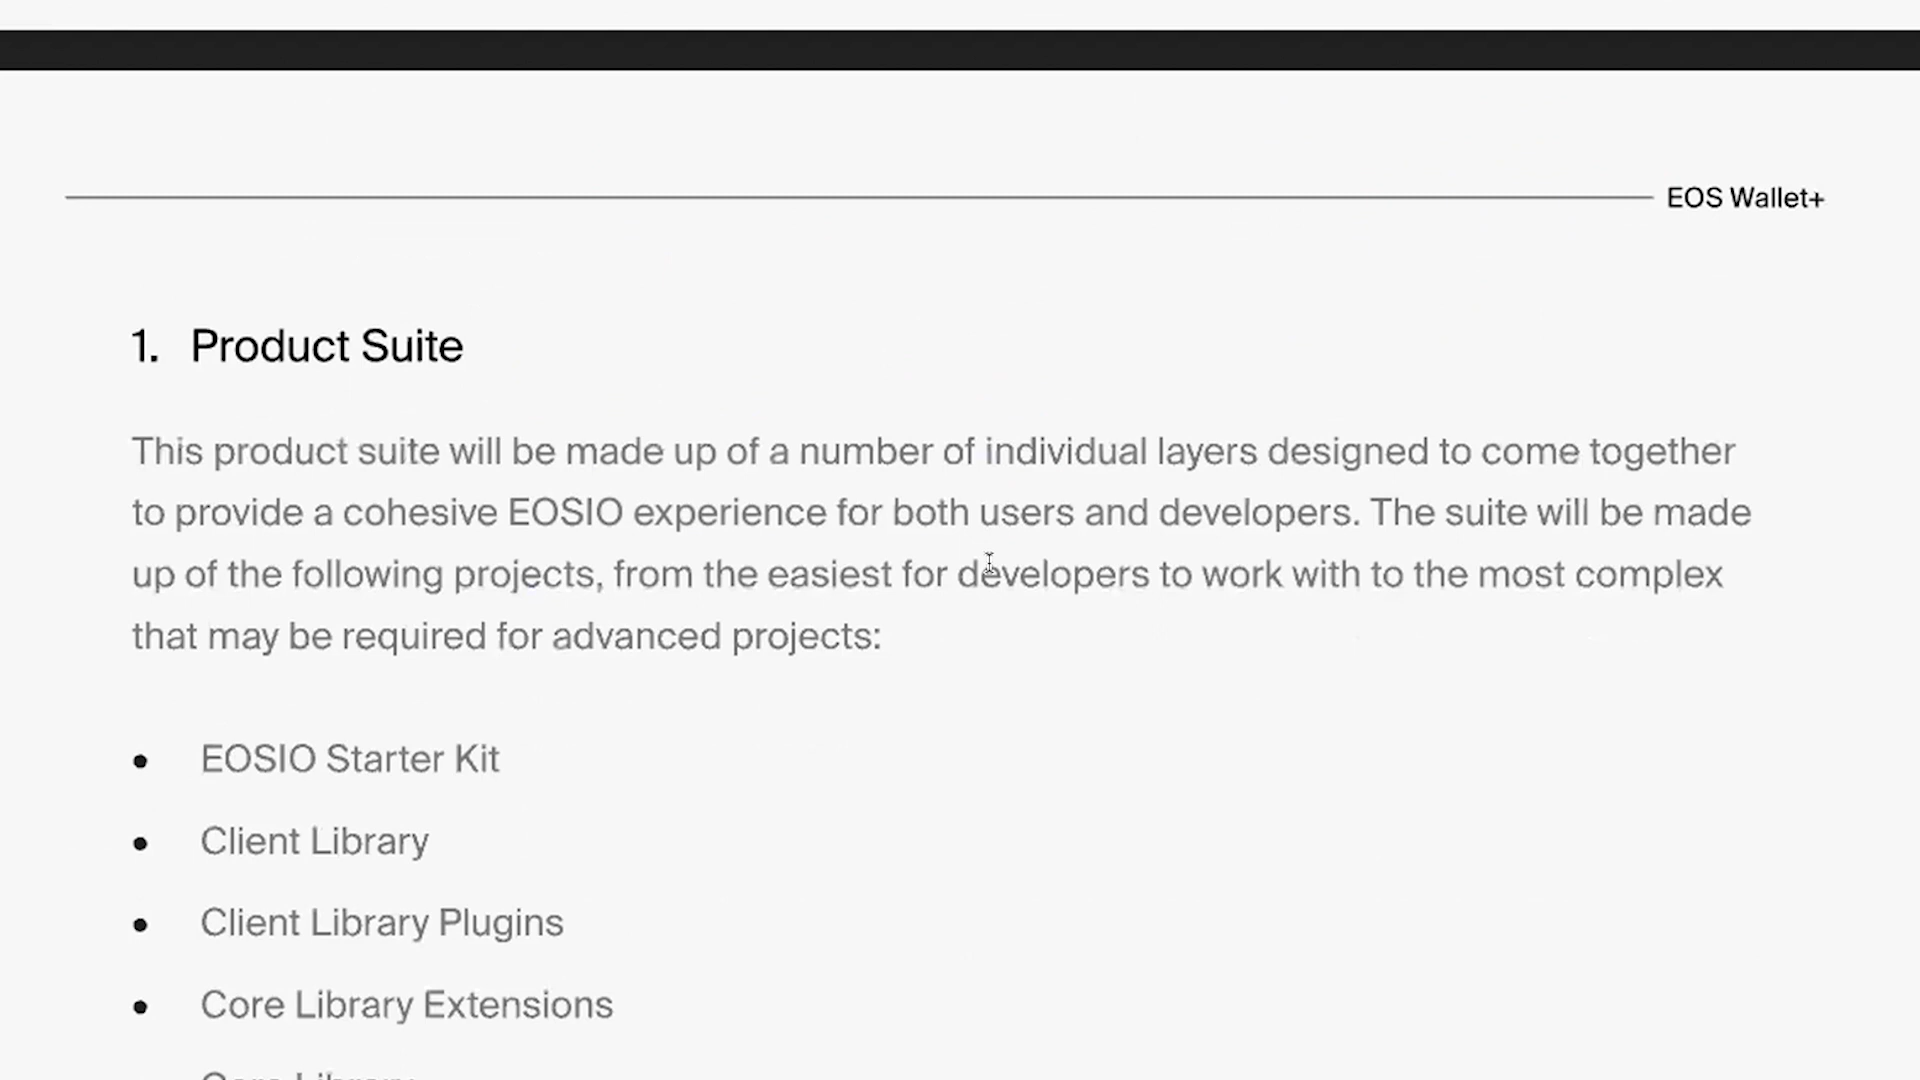 EOS Wallet+
1. Product Suite
This product suite will be made up of a number of individual layers designed to come together
to provide a cohesive EOSIO experience for both users and developers. The suite will be made
up of the following projects, from the easiest for developers to work with to the most complex
that may be required for advanced projects:
• EOSIO Starter Kit
• Client Library
• Client Library Plugins
• Core Library Extensions
Core Library